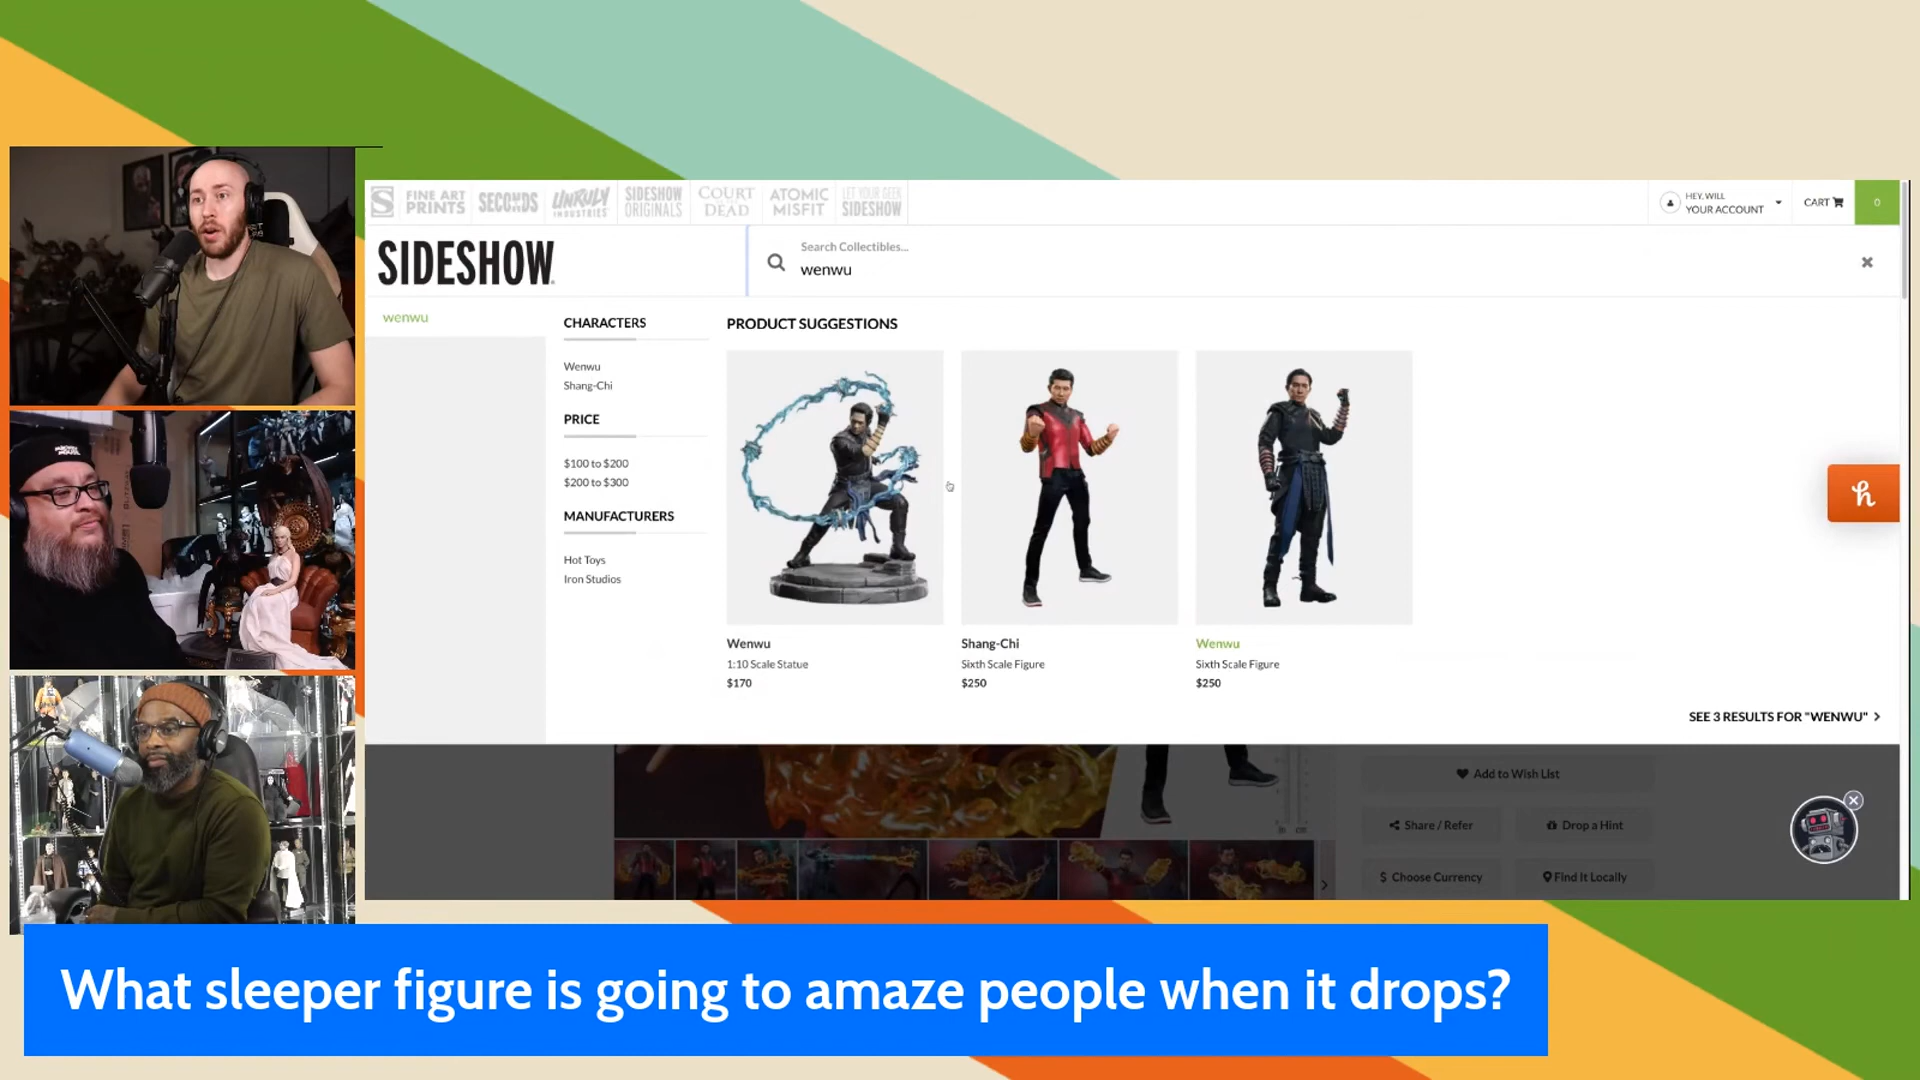 FINE ART
PRINTS
SECONDS
UNRULY
INDUSTRIES
SIDESHOW
ORIGINALS
COURT
OF THE
DEAD
ATOMIC
MISFIT
LET YOUR GEEK
SIDESHOW
HEY, WILL
YOUR ACCOUNT
CART
0
SIDESHOW
Search Collectibles...
wenwu
wenwu
CHARACTERS
Wenwu
Shang-Chi
PRICE
$100 to $200
$200 to $300
MANUFACTURERS
Hot Toys
Iron Studios
PRODUCT SUGGESTIONS
Wenwu
1:10 Scale Statue
$170
Shang-Chi
Sixth Scale Figure
$250
Wenwu
Sixth Scale Figure
$250
SEE 3 RESULTS FOR "WENWU"
Add to Wish List
Share / Refer
Drop a Hint
$ Choose Currency
Find It Locally
What sleeper figure is going to amaze people when it drops?